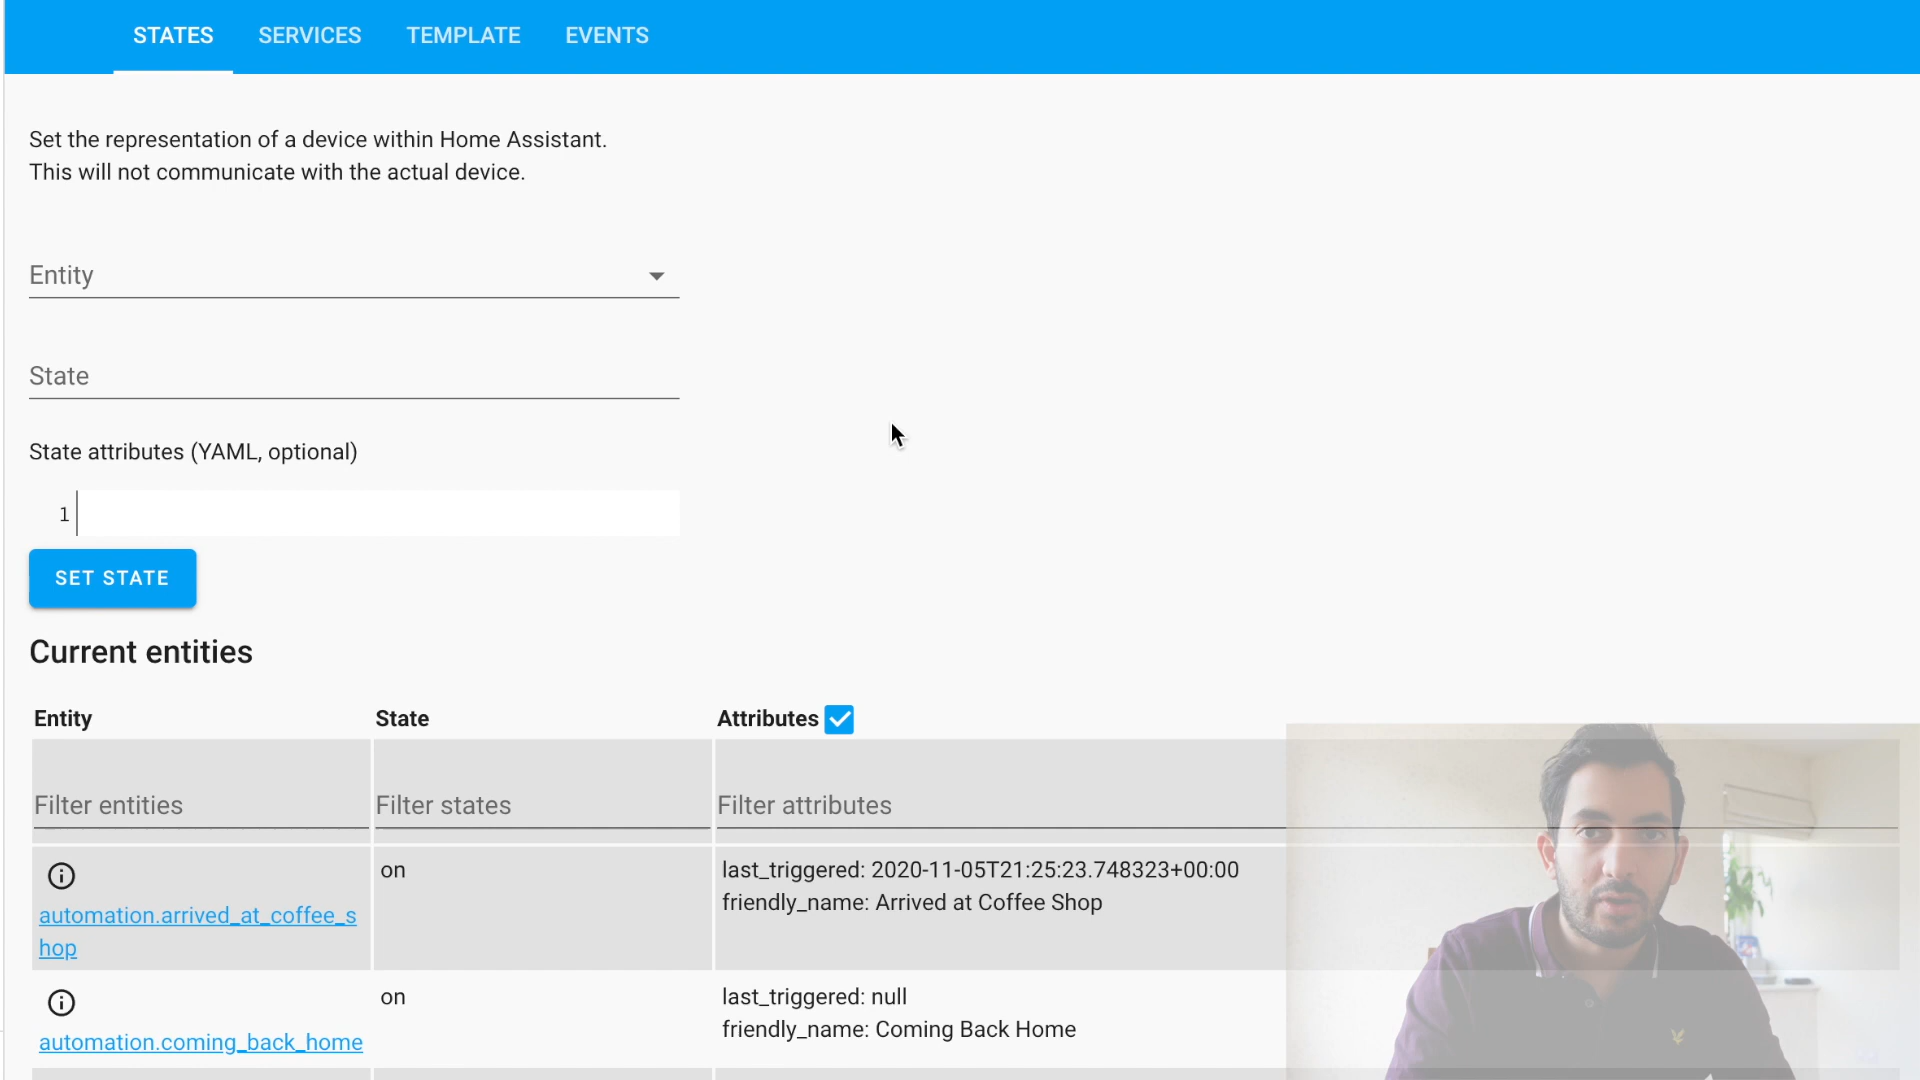 STATES SERVICES TEMPLATE EVENTS
Set the representation of a device within Home Assistant.
This will not communicate with the actual device.
Entity
State
State attributes (YAML, optional)
1
SET STATE
Current entities
Entity State Attributes
Filter entities Filter states Filter attributes
on last_triggered: 2020-11-05T21:25:23.748323+00:00
friendly_name: Arrived at Coffee Shop
automation.arrived_at_coffee_s
hop
on last_triggered: null
friendly_name: Coming Back Home
automation.coming_back_home